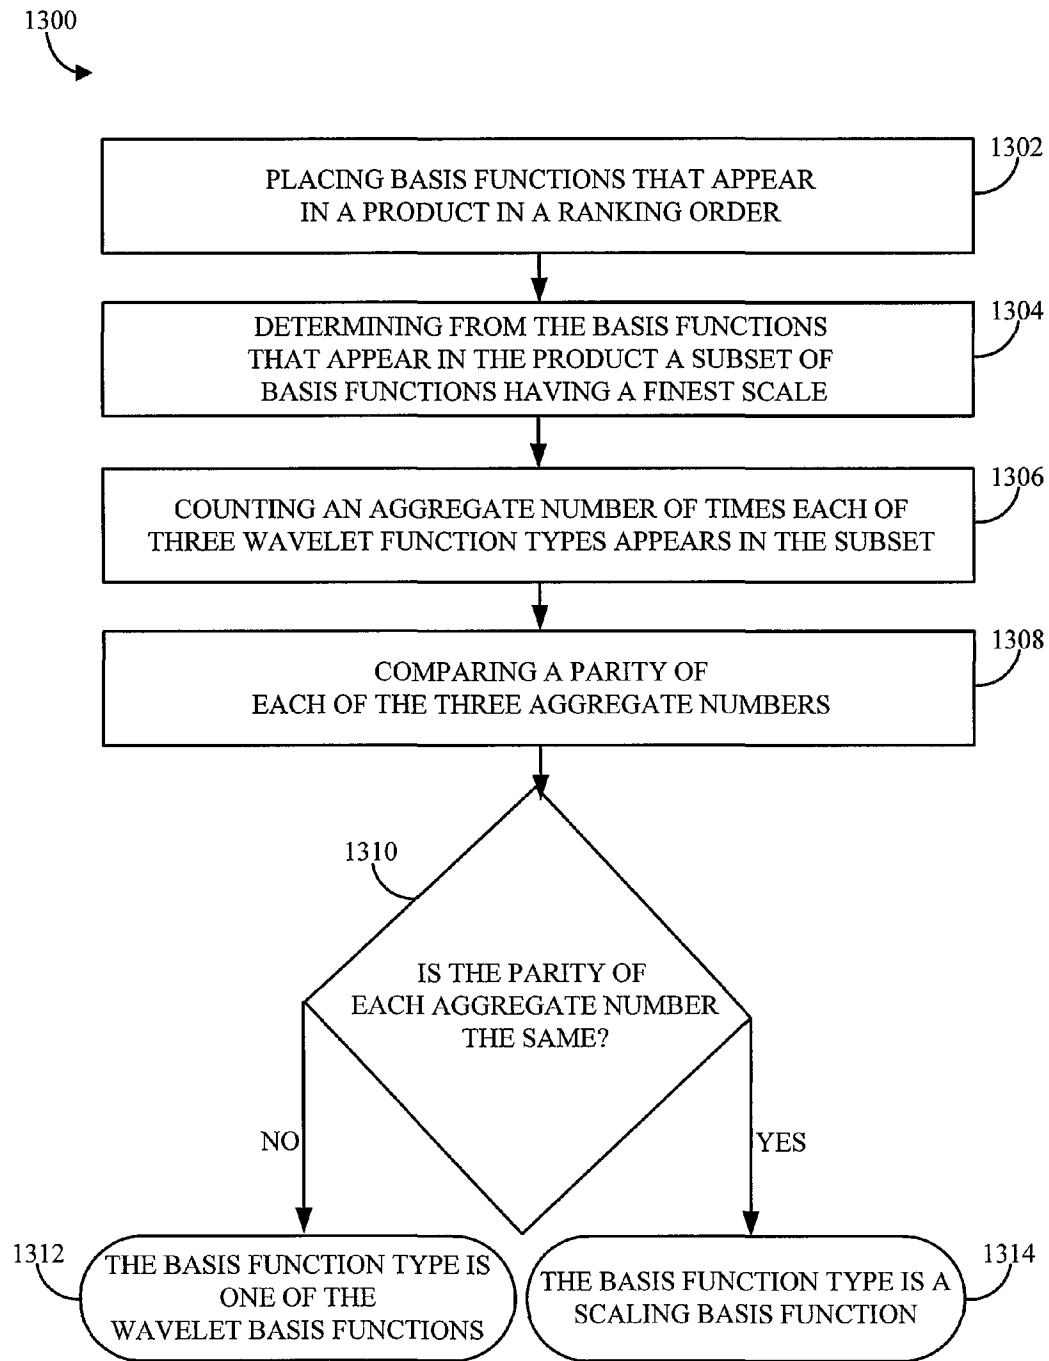 1300
1302
PLACING BASIS FUNCTIONS THAT APPEAR
IN A PRODUCT IN A RANKING ORDER
1304
DETERMINING FROM THE BASIS FUNCTIONS
THAT APPEAR IN THE PRODUCT A SUBSET OF
BASIS FUNCTIONS HAVING A FINEST SCALE
1306
COUNTING AN AGGREGATE NUMBER OF TIMES EACH OF
THREE WAVELET FUNCTION TYPES APPEARS IN THE SUBSET
1308
COMPARING A PARITY OF
EACH OF THE THREE AGGREGATE NUMBERS
1310
IS THE PARITY OF
EACH AGGREGATE NUMBER
THE SAME?
NO
YES
1312
THE BASIS FUNCTION TYPE IS
ONE OF THE
WAVELET BASIS FUNCTIONS
1314
THE BASIS FUNCTION TYPE IS A
SCALING BASIS FUNCTION